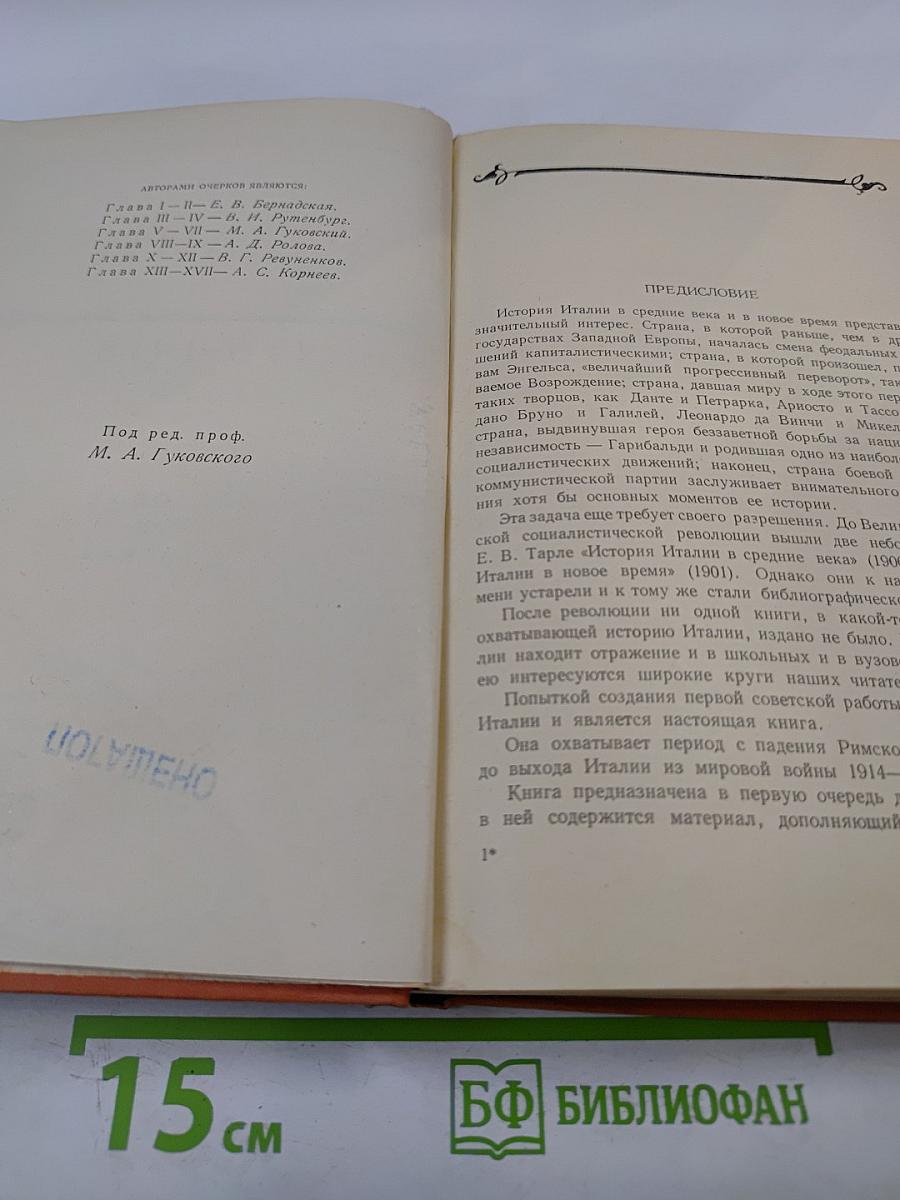 АВТОРАМИ ОЧЕРКОВ ЯВЛЯЮТСЯ:
Глава I — II — Е. В. Бернадская.
Глава III — IV — В. И. Рутенбург.
Глава V — VII — М. А. Гуковский.
Глава VIII—IX — А. Д. Ролова.
Глава X — XII — В. Г. Ревуненков.
Глава XIII—XVII— А. С. Корнеев.
Под ред. проф.
М. А. Гуковского
ПОГАШЕНО
ПРЕДИСЛОВИЕ
История Италии в средние века и в новое время представ
значительный интерес. Страна, в которой раньше, чем в др
государствах Западной Европы, началась смена феодальных
шений капиталистическими; страна, в которой произошел, п
вам Энгельса, «величайший прогрессивный переворот», так
ваемое Возрождение; страна, давшая миру в ходе этого пер
таких творцов, как Данте и Петрарка, Ариосто и Тассо
дано Бруно и Галилей, Леонардо да Винчи и Микел
страна, выдвинувшая героя беззаветной борьбы за наци
независимость — Гарибальди и родившая одно из наибол
социалистических движений; наконец, страна боевой
коммунистической партии заслуживает внимательного
ния хотя бы основных моментов ее истории.
Эта задача еще требует своего разрешения. До Вели
ской социалистической революции вышли две небо
Е. В. Тарле «История Италии в средние века» (190
Италии в новое время» (1901). Однако они к на
мени устарели и к тому же стали библиографическо
После революции ни одной книги, в какой-т
охватывающей историю Италии, издано не было.
лии находит отражение и в школьных и в вузов
ею интересуются широкие круги наших читате
Попыткой создания первой советской работы
Италии и является настоящая книга.
Она охватывает период с падения Римско
до выхода Италии из мировой войны 1914—
Книга предназначена в первую очередь д
в ней содержится материал, дополняющий
1*
15 см
БФ БИБЛИОФАН